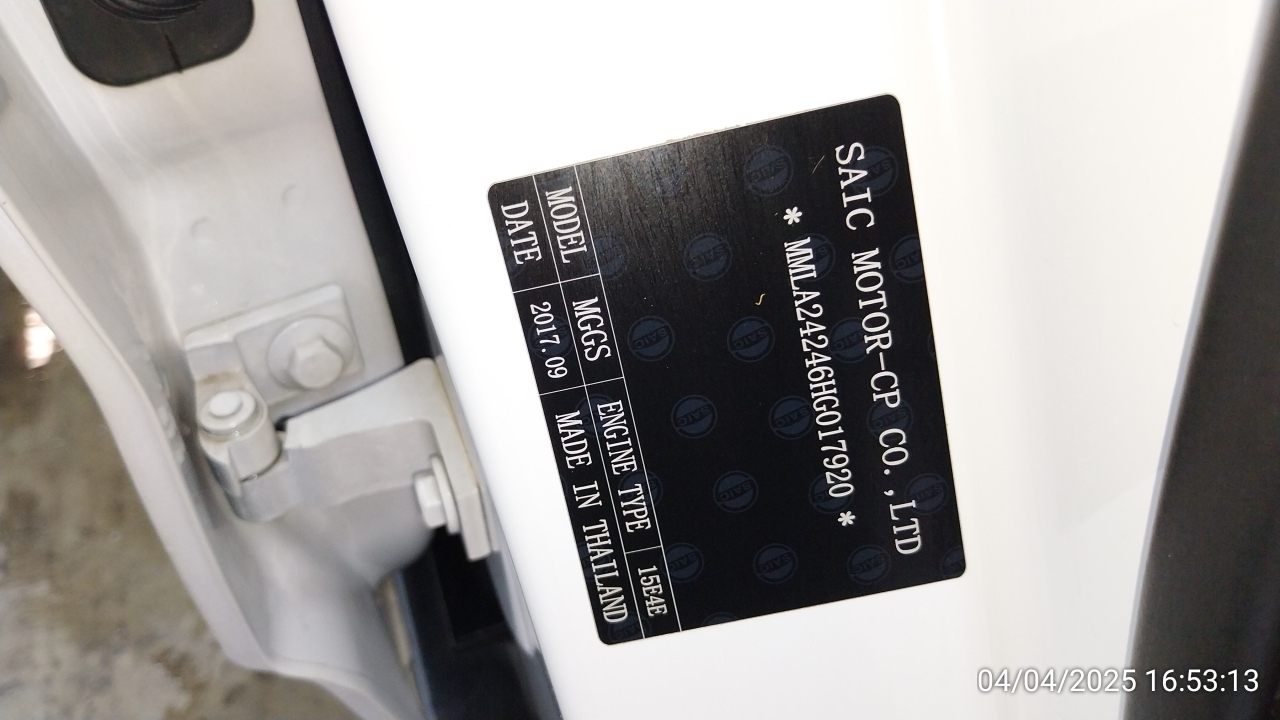 SAIC MOTOR-CP CO.,LTD
* MMLA24246HG017920 *
MODEL MGGS ENGINE TYPE 15E4E
DATE 2017.09 MADE IN THAILAND
04/04/2025 16:53:13